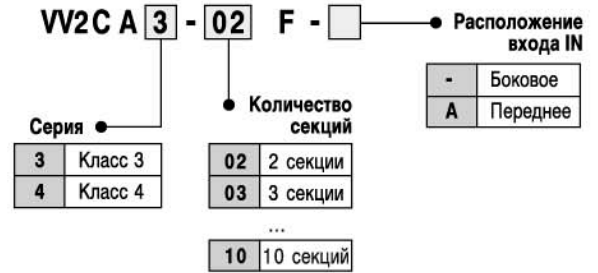 VV2C A 3 - 02 F -
Расположение
входа IN
- Боковое
A Переднее
Количество
секций
02 2 секции
03 3 секции
...
10 10 секций
Серия
3 Класс 3
4 Класс 4